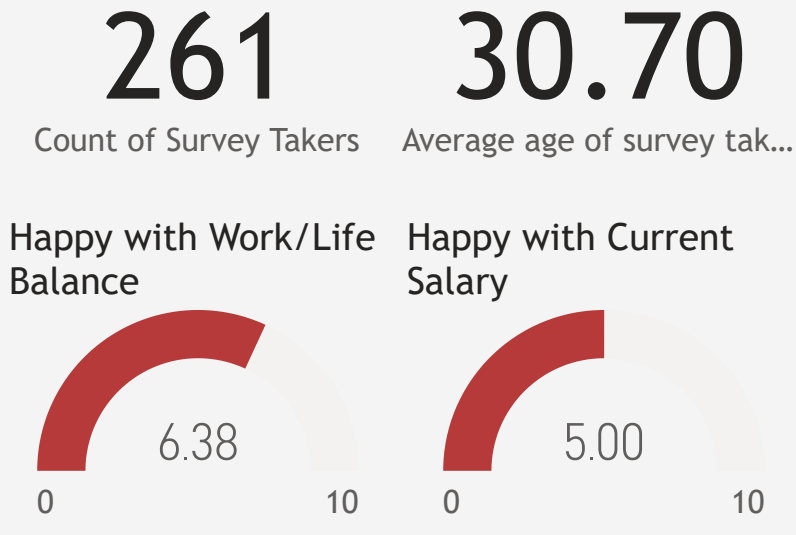 261
Count of Survey Takers
30.70
Average age of survey tak...
Happy with Work/Life
Balance
6.38
0
10
Happy with Current
Salary
5.00
0
10